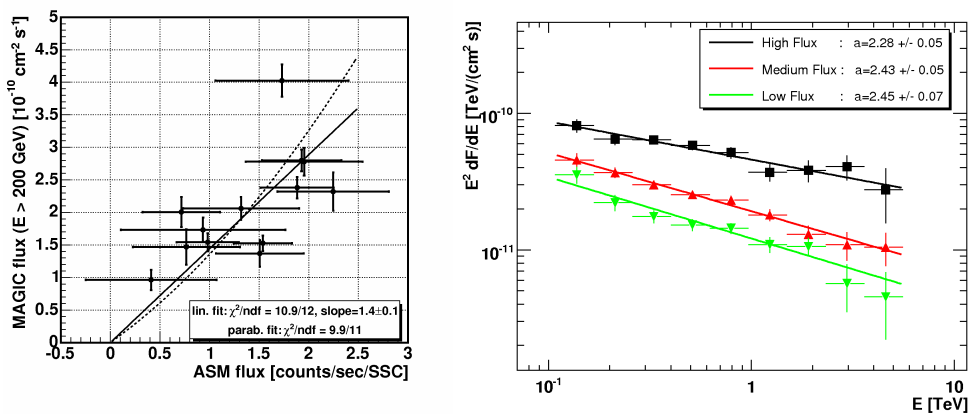 5
4.5
4
3.5
3
2.5
2
1.5
1
0.5
0
MAGIC flux (E > 200 GeV) [10⁻¹⁰ cm⁻² s⁻¹]
lin. fit: χ²/ndf = 10.9/12, slope=1.4±0.1
parab. fit: χ²/ndf = 9.9/11
-0.5 0 0.5 1 1.5 2 2.5 3
ASM flux [counts/sec/SSC]
E² dF/dE [TeV/(cm² s)]
High Flux : a=2.28 +/- 0.05
Medium Flux : a=2.43 +/- 0.05
Low Flux : a=2.45 +/- 0.07
10⁻¹⁰
10⁻¹¹
10⁻¹ 1 10
E [TeV]